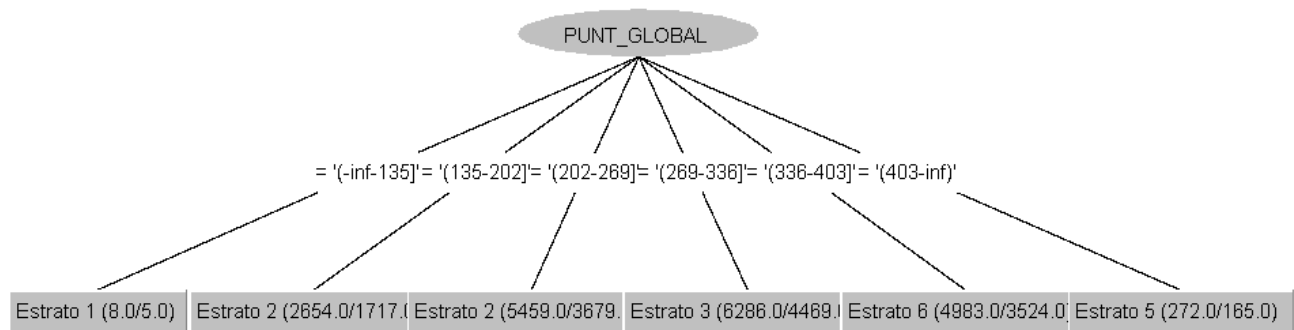 PUNT_GLOBAL
= '(-inf-135]' = '(135-202]' = '(202-269]' = '(269-336]' = '(336-403]' = '(403-inf)'
Estrato 1 (8.0/5.0) Estrato 2 (2654.0/1717.( Estrato 2 (5459.0/3679. Estrato 3 (6286.0/4469.( Estrato 6 (4983.0/3524.0) Estrato 5 (272.0/165.0)